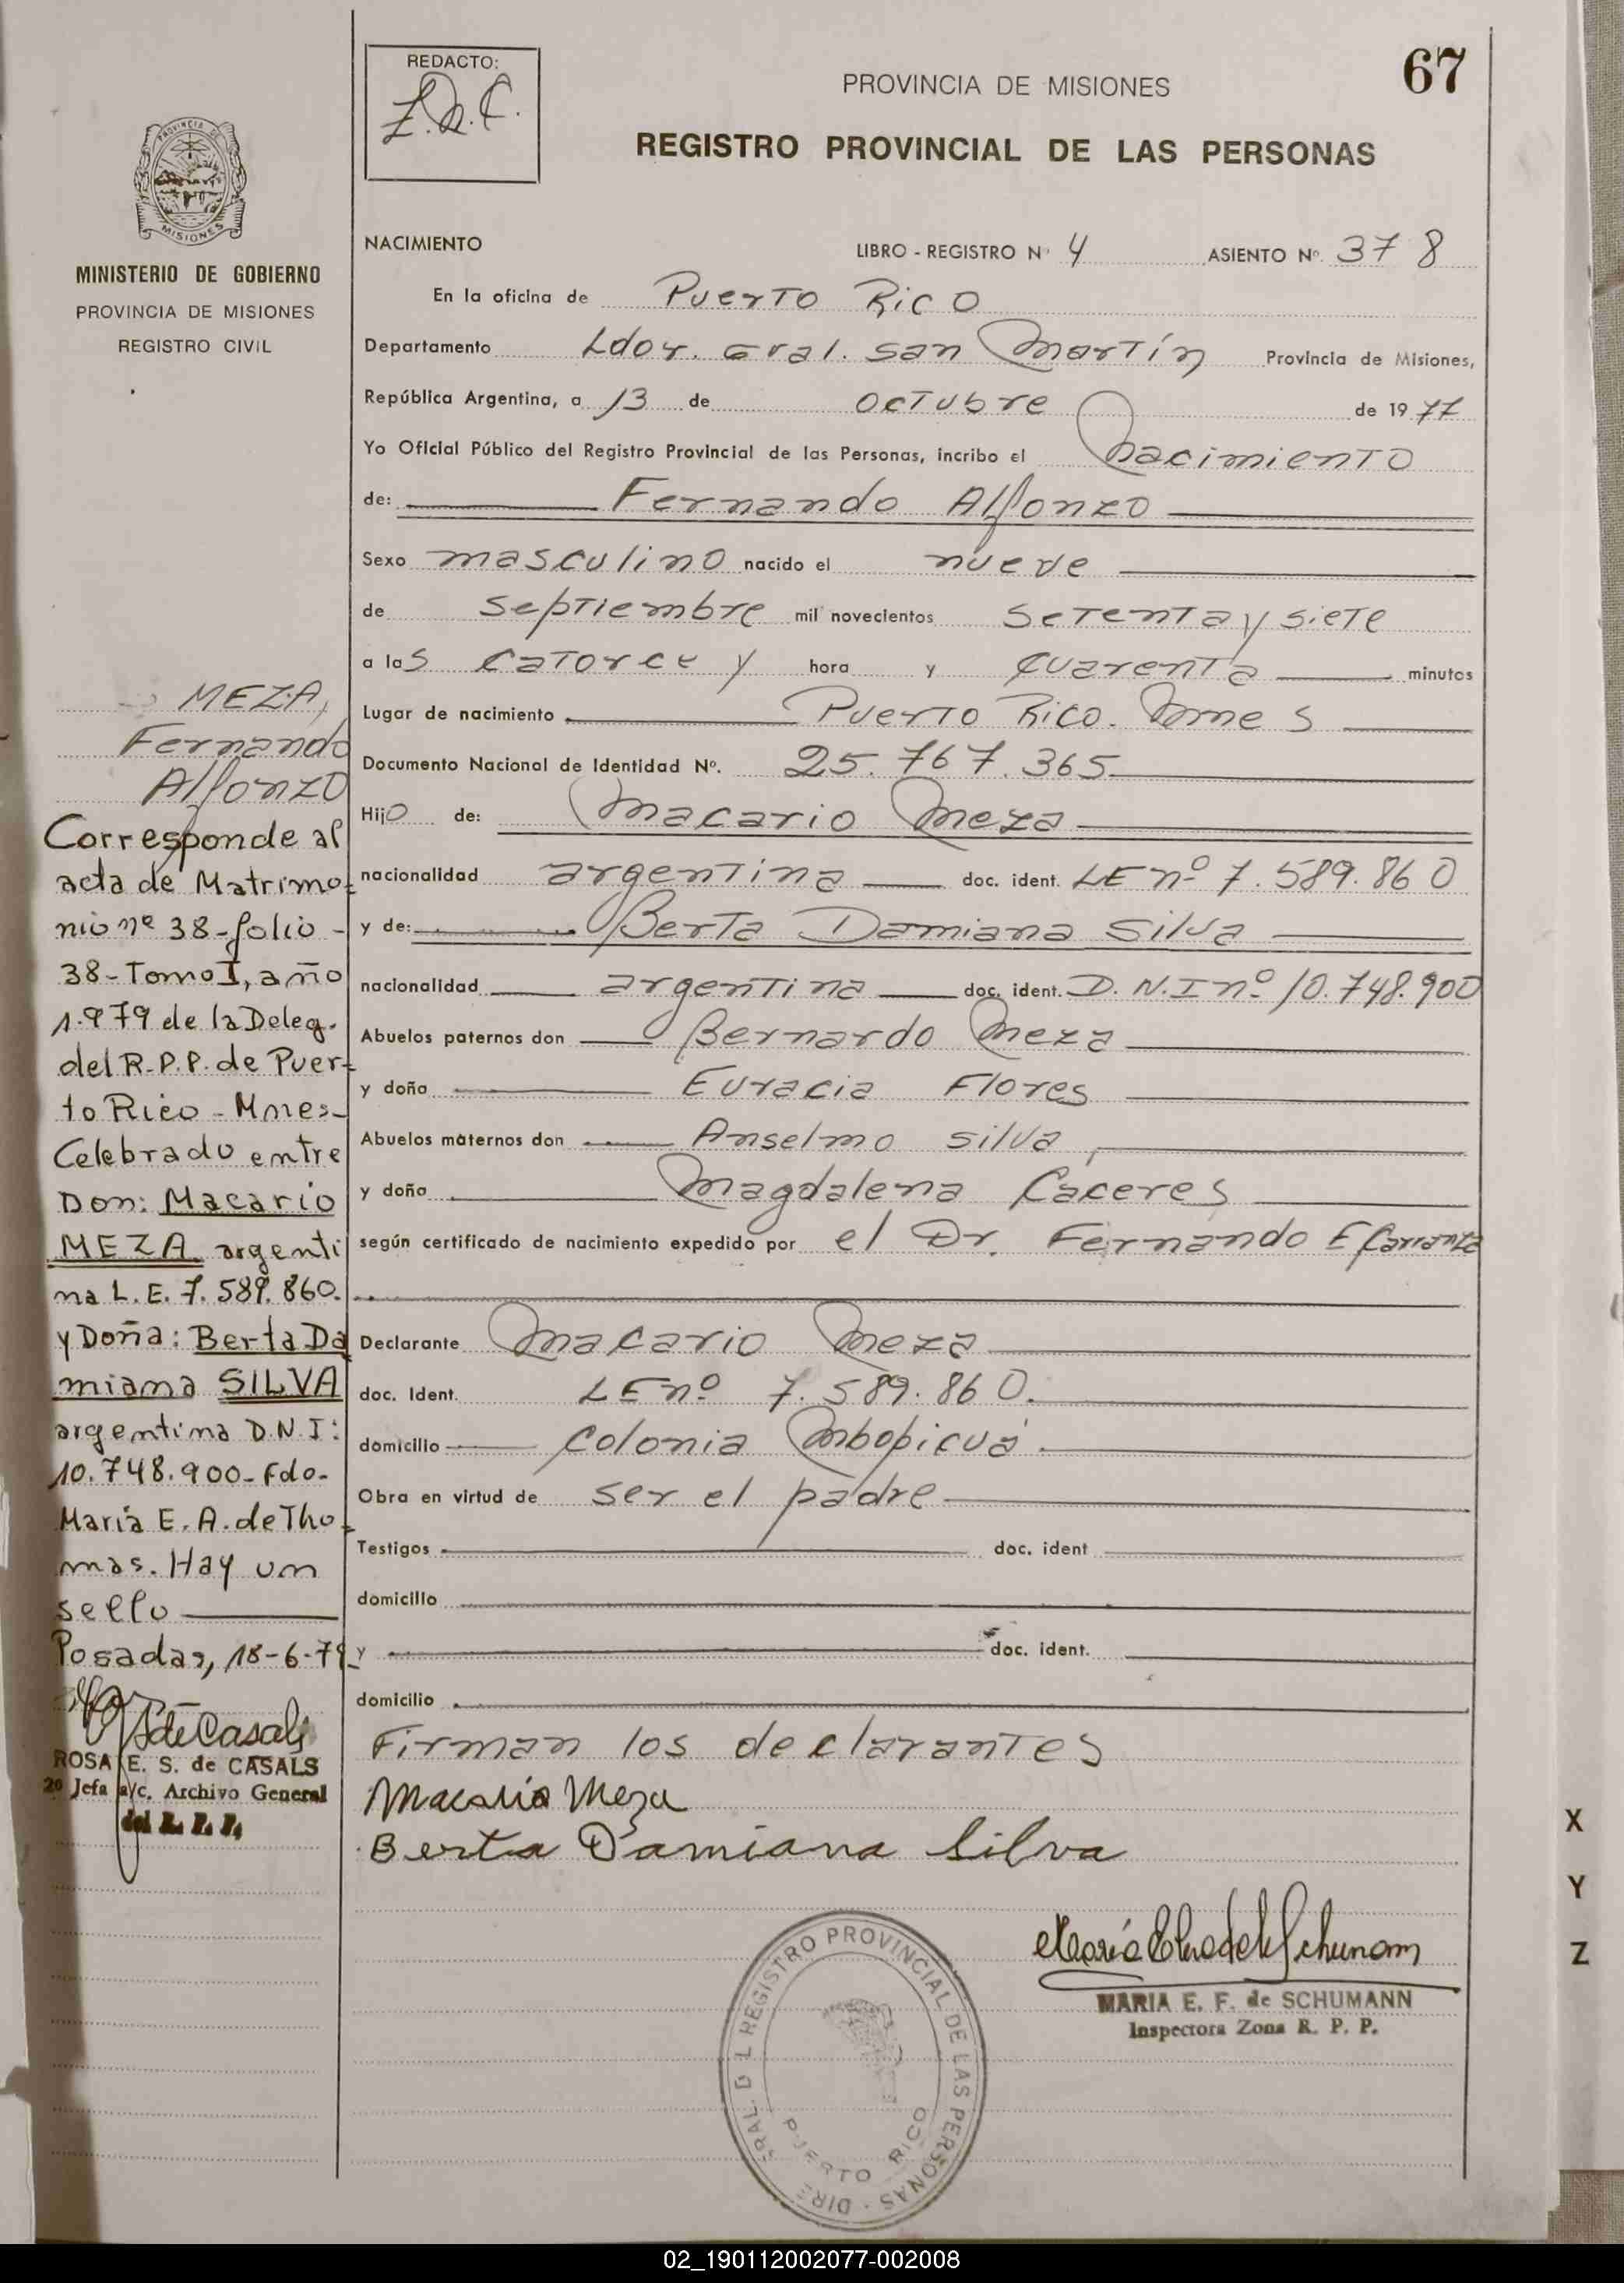 67
REDACTO:
PROVINCIA DE MISIONES
REGISTRO PROVINCIAL DE LAS PERSONAS
PROVINCIA DE
MISIONES
MINISTERIO DE GOBIERNO
PROVINCIA DE MISIONES
REGISTRO CIVIL
MEZA,
Fernando
Alfonzo
Corresponde al
acta de Matrimo-
nio nº 38-folio -
38-Tomo I, año
1.979 de la Deleg.
del R.P.P. de Puer-
to Rico - Mnes-
Celebrado entre
Don: Macario
MEZA argenti
na L.E. 7.589.860.
y Doña: Berta Da
miana SILVA
argentina D.N.I:
10.748.900- Fdo-
María E. A. de Tho-
mas. Hay un
sello
Posadas, 18-6-79-
ROSA E. S. de CASALS
2º Jefa a/c. Archivo General
del R. P. P.
NACIMIENTO LIBRO - REGISTRO Nº 4 ASIENTO Nº. 378
En la oficina de Puerto Rico
Departamento Ldor. Gral. San Martín Provincia de Misiones,
República Argentina, a 13 de octubre de 1977
Yo Oficial Público del Registro Provincial de las Personas, incribo el nacimiento
de: Fernando Alfonzo
Sexo masculino nacido el nueve
de septiembre mil novecientos setenta y siete
a las catorce y hora y cuarenta minutos
Lugar de nacimiento Puerto Rico. Mnes
Documento Nacional de Identidad Nº. 25.767.365
Hijo de: Macario Meza
nacionalidad argentina doc. ident. LE nº 7.589.860
y de: Berta Damiana Silva
nacionalidad argentina doc. ident. D.N.I nº 10.748.900
Abuelos paternos don Bernardo Meza
y doña Euracia Flores
Abuelos maternos don Anselmo Silva,
y doña Magdalena Caceres
según certificado de nacimiento expedido por el Dr. Fernando E
Declarante Macario Meza
doc. Ident. LE nº 7.589.860.
domicilio Colonia Mbopicuá.
Obra en virtud de ser el padre
Testigos doc. ident
domicilio
y doc. ident.
domicilio
Firman los declarantes
Macario Meza
Berta Damiana Silva
MARIA E. F. de SCHUMANN
Inspectora Zona R. P. P.
GRAL. D L REGISTRO PROVINCIAL DE LAS PERSONAS - DIRE
PUERTO RICO
X
Y
Z
02_190112002077-002008